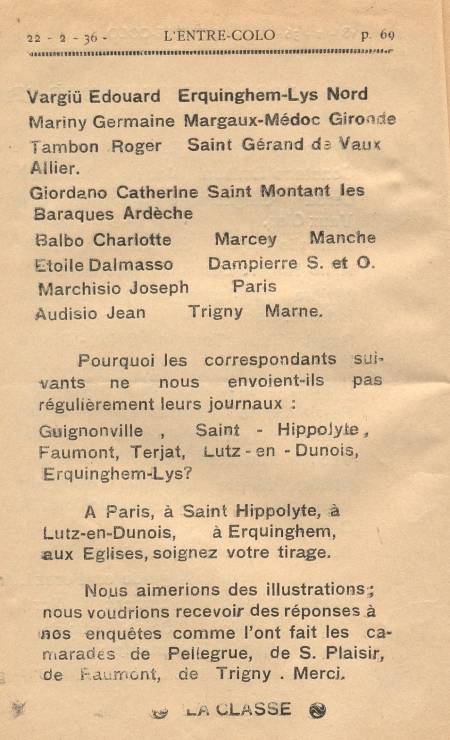 22 - 2 - 36 - L'ENTRE-COLO p. 69
Vargiü Edouard Erquinghem-Lys Nord
Mariny Germaine Margaux-Médoc Gironde
Tambon Roger Saint Gérand de Vaux
Allier.
Giordano Catherine Saint Montant les
Baraques Ardèche
Balbo Charlotte Marcey Manche
Etoile Dalmasso Dampierre S. et O.
Marchisio Joseph Paris
Audisio Jean Trigny Marne.
Pourquoi les correspondants sui-
vants ne nous envoient-ils pas
régulièrement leurs journaux :
Guignonville , Saint - Hippolyte,
Faumont, Terjat, Lutz - en - Dunois,
Erquinghem-Lys?
A Paris, à Saint Hippolyte, à
Lutz-en-Dunois, à Erquinghem,
aux Eglises, soignez votre tirage.
Nous aimerions des illustrations;
nous voudrions recevoir des réponses à
nos enquêtes comme l'ont fait les ca-
marades de Pellegrue, de S. Plaisir,
de Faumont, de Trigny . Merci.
LA CLASSE